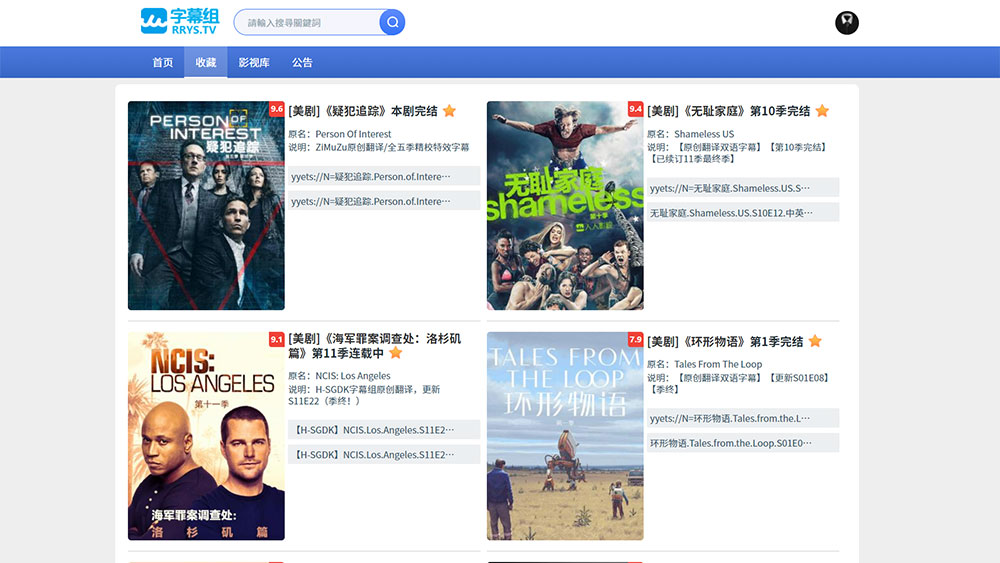 字幕组
RRYS.TV
請輸入搜尋關鍵詞
首页 收藏 影视库 公告
PERSON OF
INTEREST
疑犯追踪
9.6
[美剧]《疑犯追踪》本剧完结
原名：Person Of Interest
说明：ZiMuZu原创翻译/全五季精校特效字幕
yyets://N=疑犯追踪.Person.of.Intere···
yyets://N=疑犯追踪.Person.of.Intere···
无耻家庭
shameless
第十季
人人影视
9.4
[美剧]《无耻家庭》第10季完结
原名：Shameless US
说明：【原创翻译双语字幕】【第10季完结】
【已续订11季最终季】
yyets://N=无耻家庭.Shameless.US.S···
无耻家庭.Shameless.US.S10E12.中英···
NCIS:
LOS ANGELES
第十一季
海军罪案调查处:
洛杉矶篇
9.1
[美剧]《海军罪案调查处：洛杉矶
篇》第11季连载中
原名：NCIS: Los Angeles
说明：H-SGDK字幕组原创翻译，更新
S11E22（季终！）
【H-SGDK】NCIS.Los.Angeles.S11E2···
【H-SGDK】NCIS.Los.Angeles.S11E2···
TALES FROM
THE LOOP
环形物语
7.9
[美剧]《环形物语》第1季完结
原名：Tales From The Loop
说明：【原创翻译双语字幕】【更新S01E08】
【季终】
yyets://N=环形物语.Tales.from.the.L···
环形物语.Tales.from.the.Loop.S01E0···